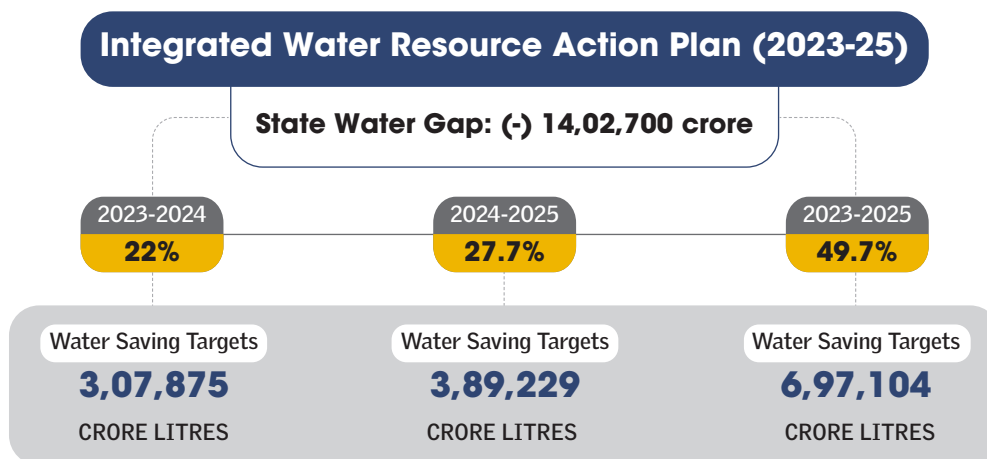 Integrated Water Resource Action Plan (2023-25)
State Water Gap: (-) 14,02,700 crore
2023-2024
22%
2024-2025
27.7%
2023-2025
49.7%
Water Saving Targets
3,07,875
CRORE LITRES
Water Saving Targets
3,89,229
CRORE LITRES
Water Saving Targets
6,97,104
CRORE LITRES